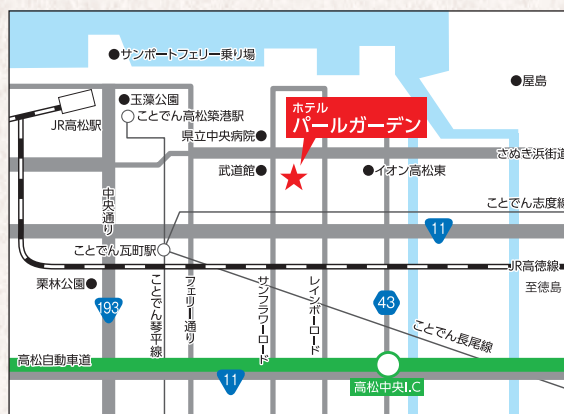 サンポートフェリー乗り場
屋島
玉藻公園
ことでん高松築港駅
JR高松駅
ホテル
パールガーデン
県立中央病院
さぬき浜街道
武道館
イオン高松東
中央通り
ことでん志度線
11
ことでん瓦町駅
JR高徳線
至徳島
栗林公園
193
ことでん琴平線
フェリー通り
サンフラワーロード
レインボーロード
43
ことでん長尾線
高松自動車道
11
高松中央I.C